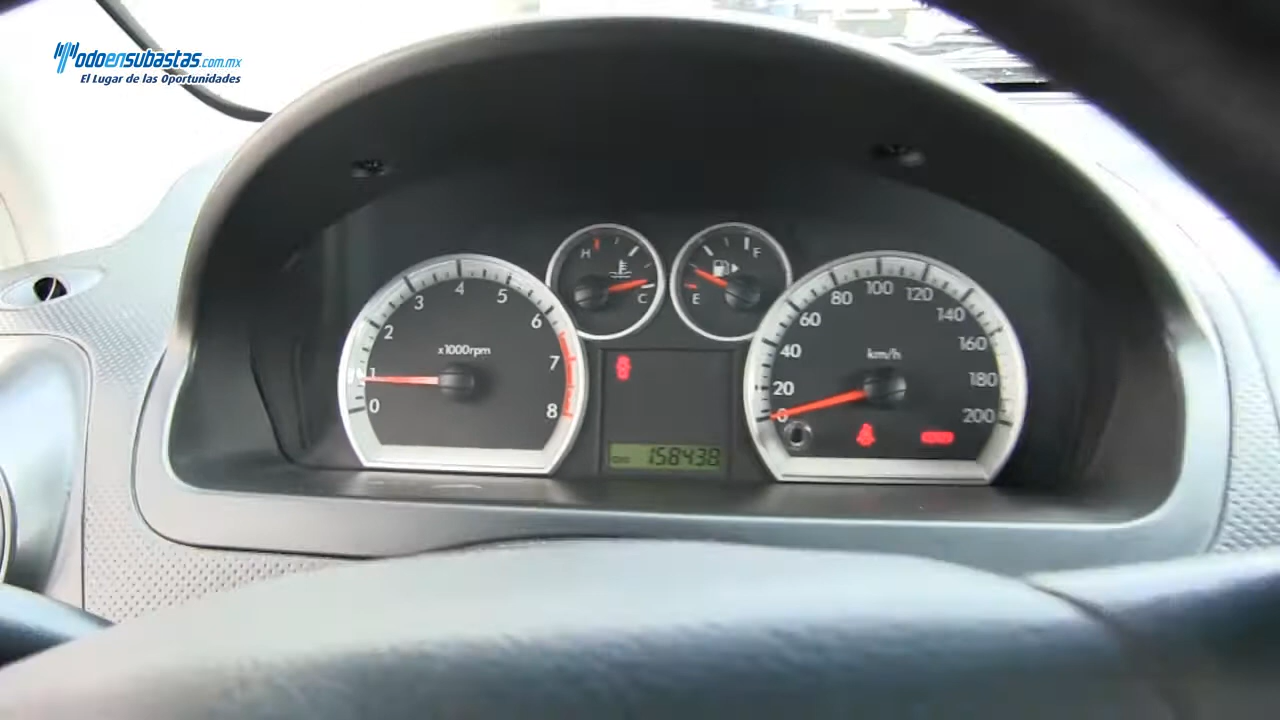 todoensubastas.com.mx
El Lugar de las Oportunidades
H
C
E
F
0
1
2
3
4
5
6
7
8
x1000rpm
0
20
40
60
80
100
120
140
160
180
200
km/h
ODO 158438